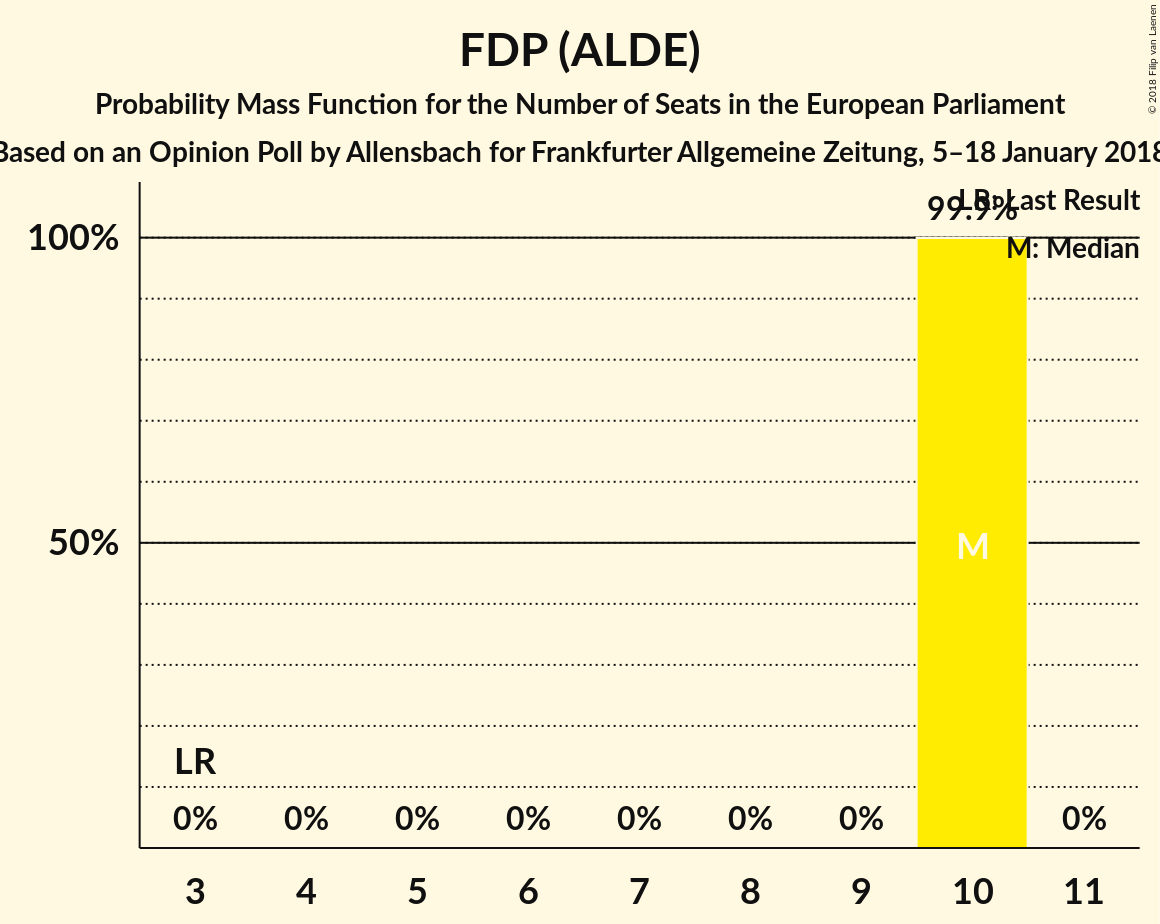 FDP (ALDE)
Probability Mass Function for the Number of Seats in the European Parliament
Based on an Opinion Poll by Allensbach for Frankfurter Allgemeine Zeitung, 5–18 January 2018
© 2018 Filip van Laenen
99.9%
LR: Last Result
M: Median
100%
50%
M
LR
0% 0% 0% 0% 0% 0% 0% 0%
3 4 5 6 7 8 9 10 11